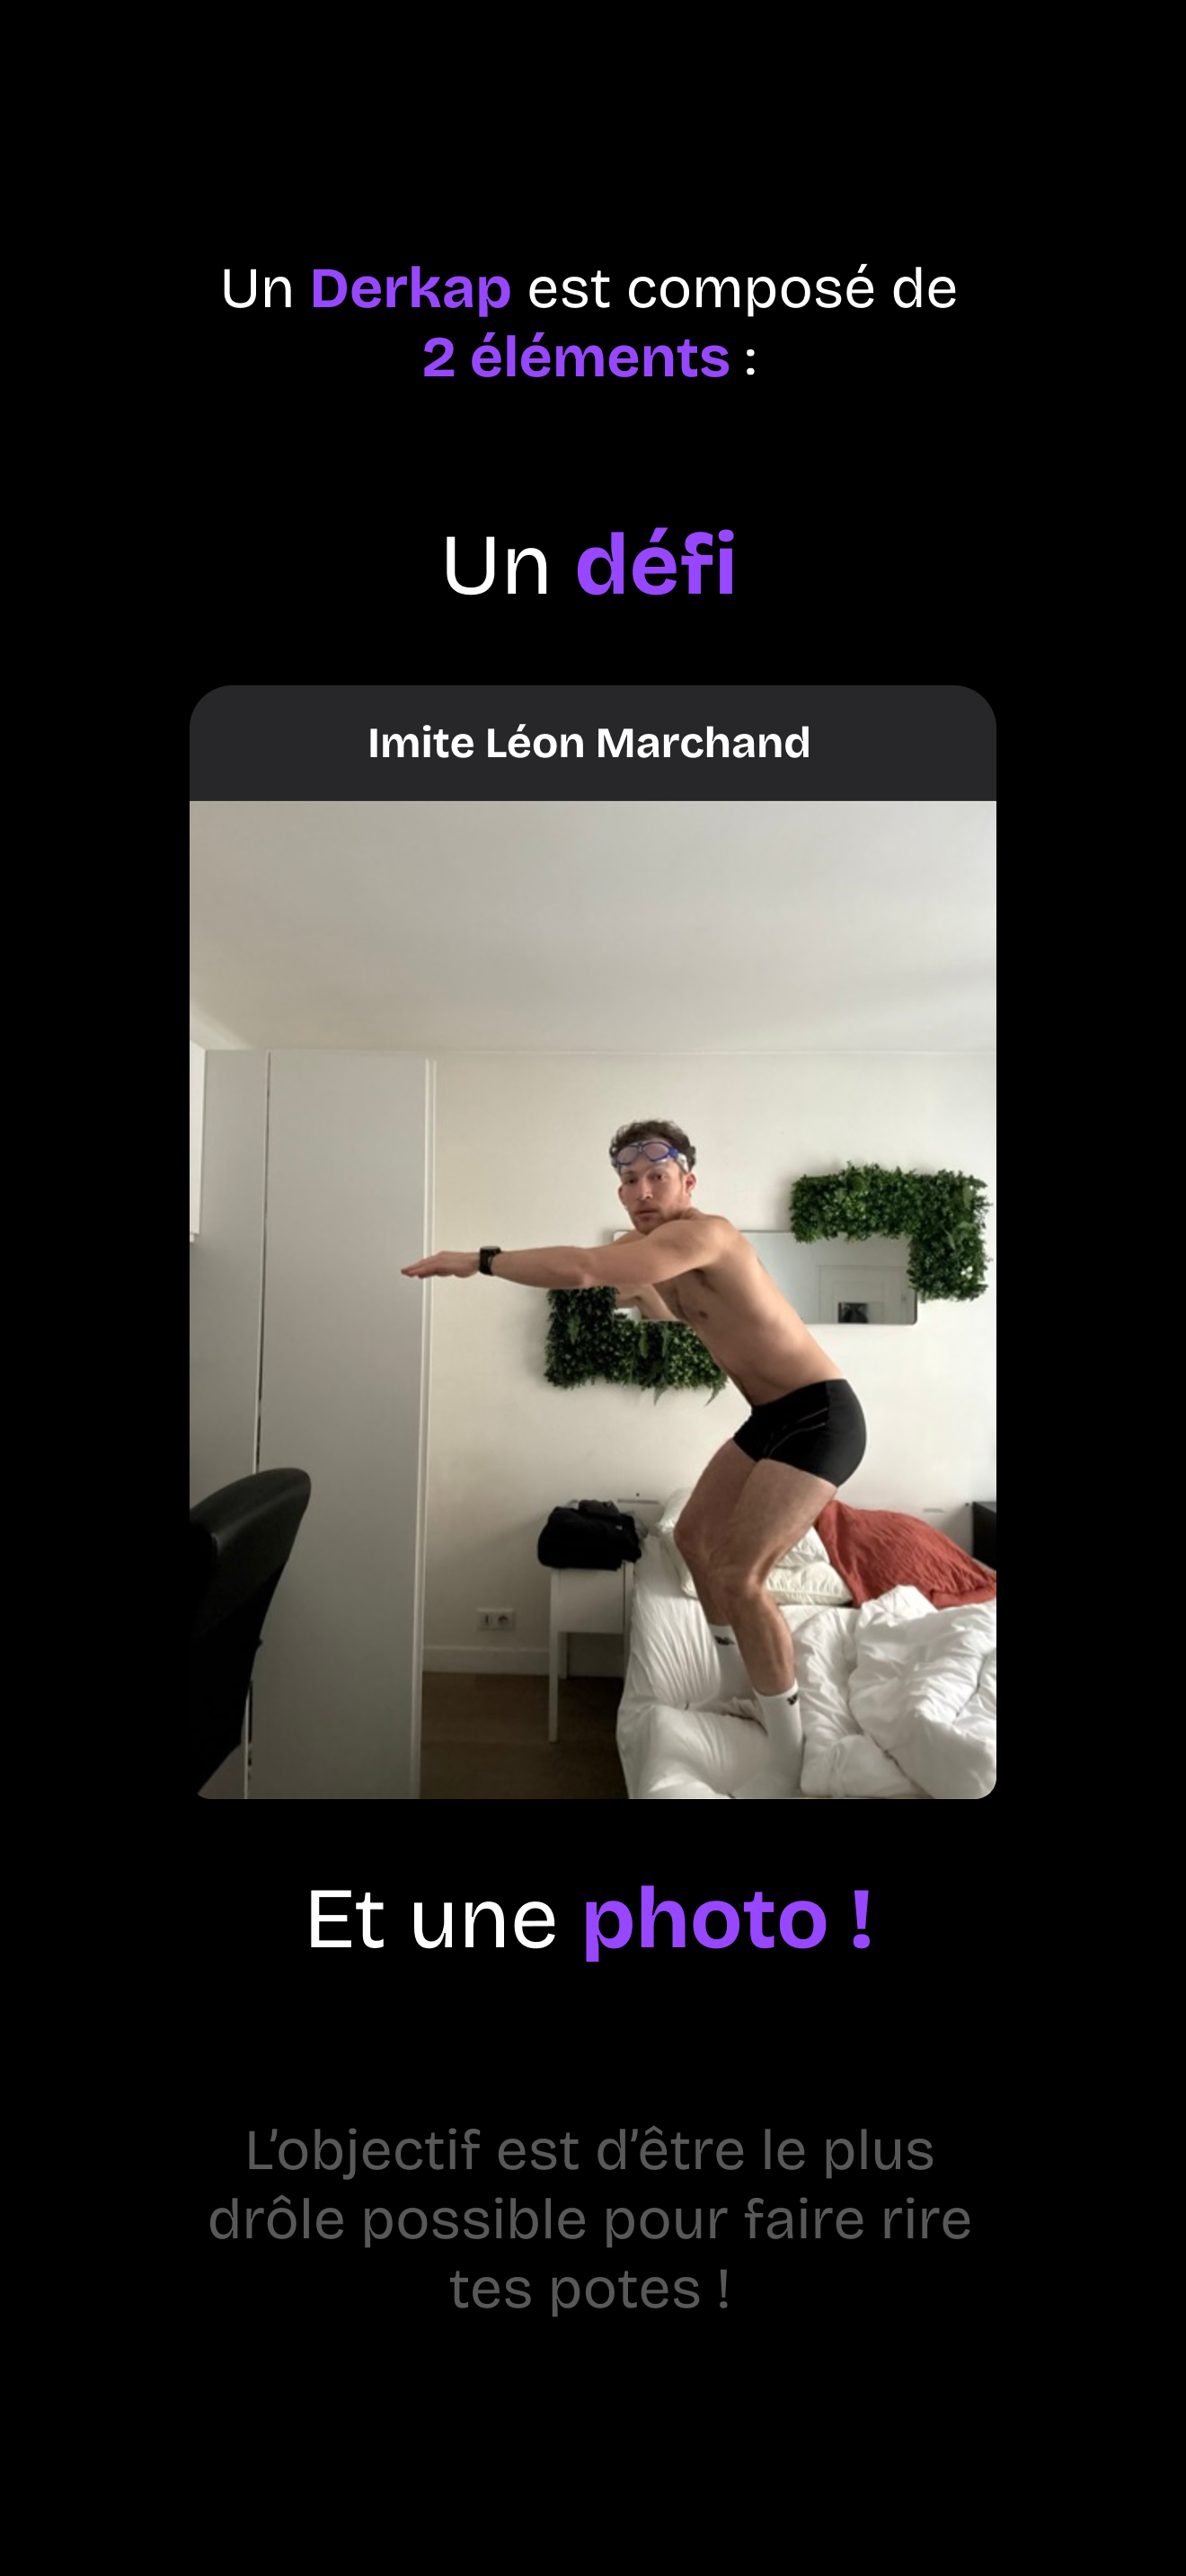 Un Derkap est composé de
2 éléments :
Un défi
Imite Léon Marchand
Et une photo !
L’objectif est d’être le plus
drôle possible pour faire rire
tes potes !